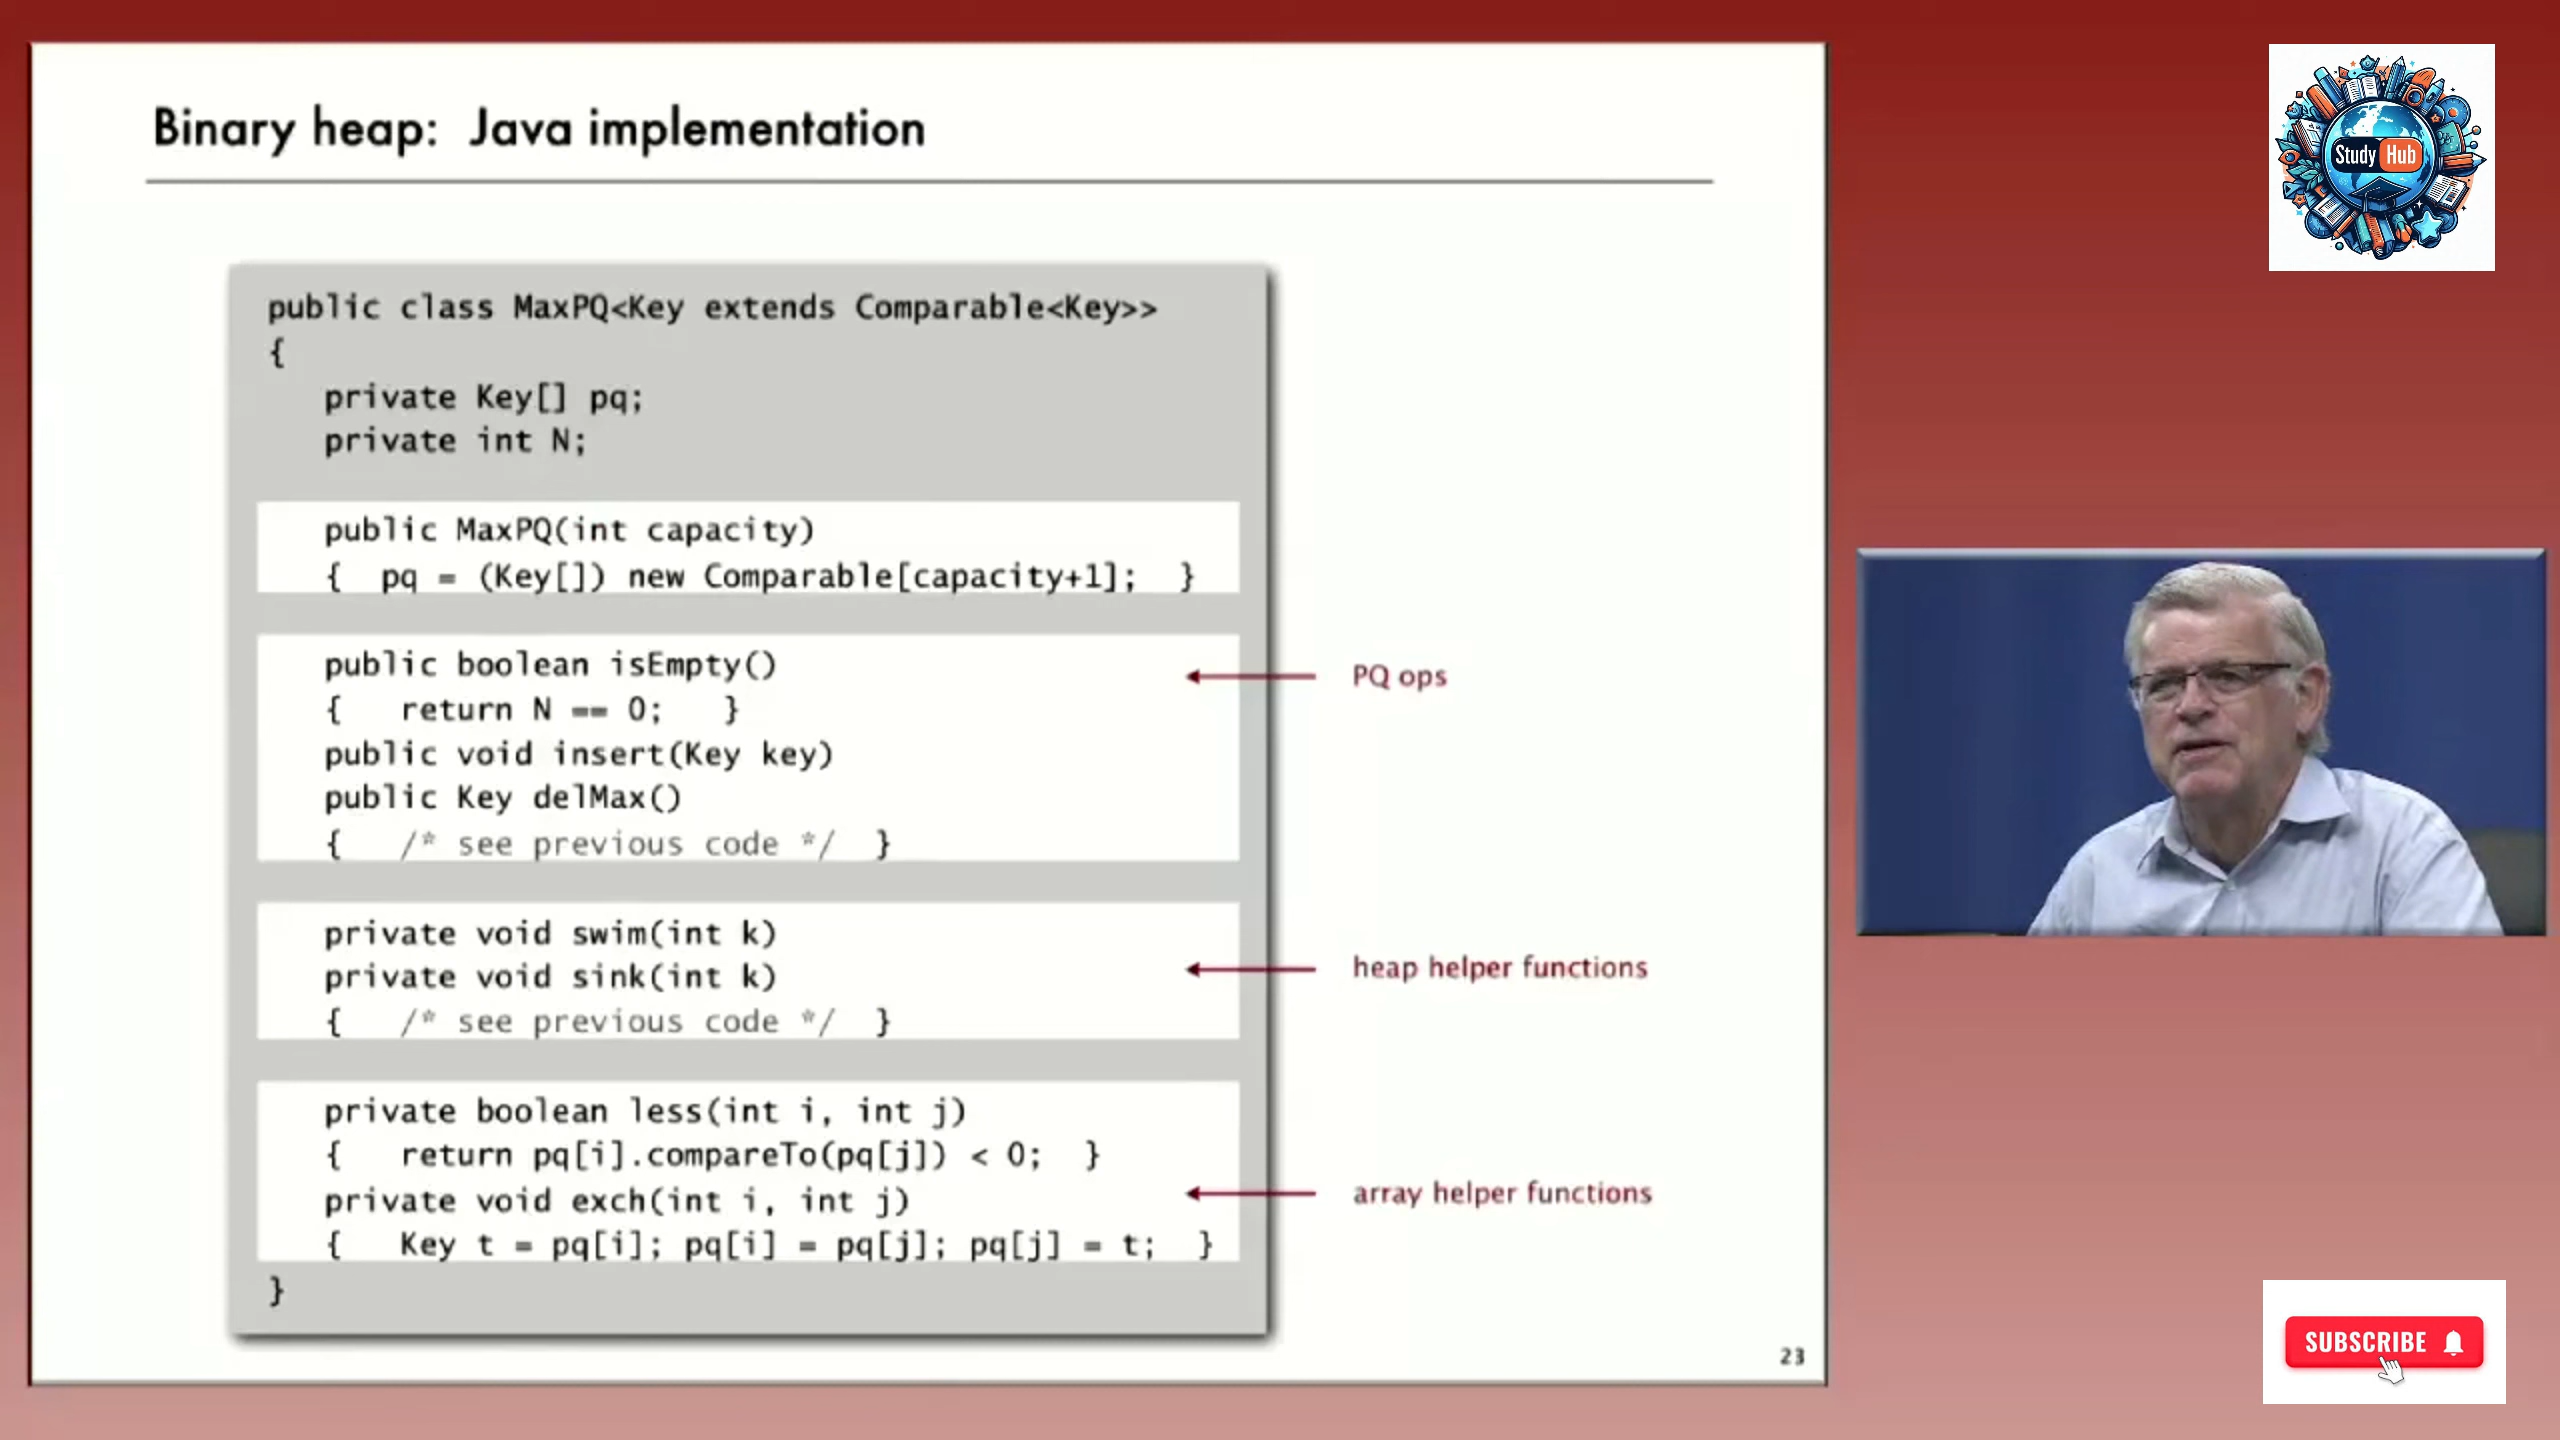 Binary heap: Java implementation
public class MaxPQ<Key extends Comparable<Key>>
{
private Key[] pq;
private int N;
public MaxPQ(int capacity)
{ pq = (Key[]) new Comparable[capacity+1]; }
public boolean isEmpty()
{ return N == 0; }
public void insert(Key key)
public Key delMax()
{ /* see previous code */ }
PQ ops
private void swim(int k)
private void sink(int k)
{ /* see previous code */ }
heap helper functions
private boolean less(int i, int j)
{ return pq[i].compareTo(pq[j]) < 0; }
private void exch(int i, int j)
{ Key t = pq[i]; pq[i] = pq[j]; pq[j] = t; }
array helper functions
}
23
Study Hub
SUBSCRIBE